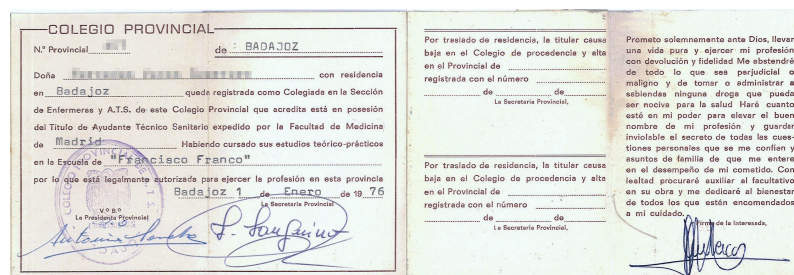 COLEGIO PROVINCIAL
N.º Provincial de : BADAJOZ
Doña con residencia
en Badajoz queda registrada como Colegiada en la Sección
de Enfermeras y A.T.S. de este Colegio Provincial que acredita está en posesión
del Titulo de Ayudante Técnico Sanitario expedido por la Facultad de Medicina
de Madrid Habiendo cursado sus estudios teórico-prácticos
en la Escuela de "Francisco Franco"
por lo que está legalmente autorizada para ejercer la profesión en esta provincia
Badajoz 1 de Enero de 19 76
V.º B.º
La Presidenta Provincial
La Secretaria Provincial
Por traslado de residencia, la titular causa
baja en el Colegio de procedencia y alta
en el Provincial de
registrada con el número
de de
La Secretaria Provincial,
Por traslado de residencia, la titular causa
baja en el Colegio de procedencia y alta
en el Provincial de
registrada con el número
de de
La Secretaria Provincial,
Prometo solemnemente ante Dios, llevar
una vida pura y ejercer mi profesión
con devoción y fidelidad Me abstendré
de todo lo que sea perjudicial o
maligno y de tomar o administrar a
sabiendas ninguna droga que pueda
ser nociva para la salud Haré cuanto
esté en mi poder para elevar el buen
nombre de mi profesión y guardar
inviolable el secreto de todas las cues-
tiones personales que se me confíen y
asuntos de familia de que me entere
en el desempeño de mi cometido. Con
lealtad procuraré auxiliar al facultativo
en su obra y me dedicaré al bienestar
de todos los que estén encomendados
a mi cuidado.
Firma de la Interesada,